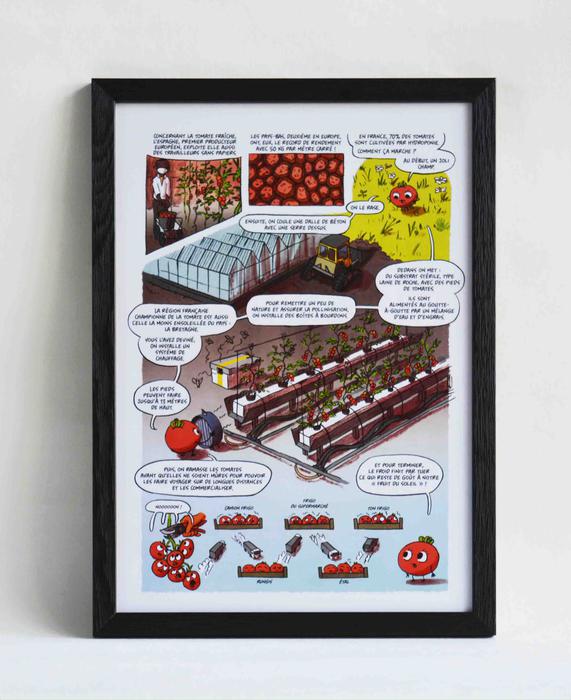 CONCERNANT LA TOMATE FRAÎCHE,
L'ESPAGNE, PREMIER PRODUCTEUR
EUROPÉEN, EXPLOITE ELLE AUSSI
DES TRAVAILLEURS SANS PAPIERS.
LES PAYS-BAS, DEUXIÈME EN EUROPE,
ONT, EUX, LE RECORD DE RENDEMENT
AVEC 50 KG PAR MÈTRE CARRÉ !
EN FRANCE, 70% DES TOMATES
SONT CULTIVÉES PAR HYDROPONIE.
COMMENT ÇA MARCHE ?
AU DÉBUT, UN JOLI
CHAMP.
ON LE RASE.
ENSUITE, ON COULE UNE DALLE DE BÉTON
AVEC UNE SERRE DESSUS.
DEDANS ON MET :
DU SUBSTRAT STÉRILE, TYPE
LAINE DE ROCHE, AVEC DES PIEDS
DE TOMATES.
ILS SONT
ALIMENTÉS AU GOUTTE-
À-GOUTTE PAR UN MÉLANGE
D'EAU ET D'ENGRAIS.
POUR REMETTRE UN PEU DE
NATURE ET ASSURER LA POLLINISATION,
ON INSTALLE DES BOÎTES À BOURDONS.
LA RÉGION FRANÇAISE
CHAMPIONNE DE LA TOMATE EST AUSSI
CELLE LA MOINS ENSOLEILLÉE DU PAYS :
LA BRETAGNE.
VOUS L'AVEZ DEVINÉ,
ON INSTALLE UN
SYSTÈME DE
CHAUFFAGE.
LES PIEDS
PEUVENT FAIRE
JUSQU'À 13 MÈTRES
DE HAUT.
PUIS, ON RAMASSE LES TOMATES
AVANT QU'ELLES NE SOIENT MÛRES POUR POUVOIR
LES FAIRE VOYAGER SUR DE LONGUES DISTANCES
ET LES COMMERCIALISER.
ET POUR TERMINER,
LE FROID FINIT PAR TUER
CE QUI RESTE DE GOÛT À NOTRE
« FRUIT DU SOLEIL » !
NOOOOOON !
CAMION FRIGO
FRIGO
DU SUPERMARCHÉ
TON FRIGO
RUNGIS
ÉTAL